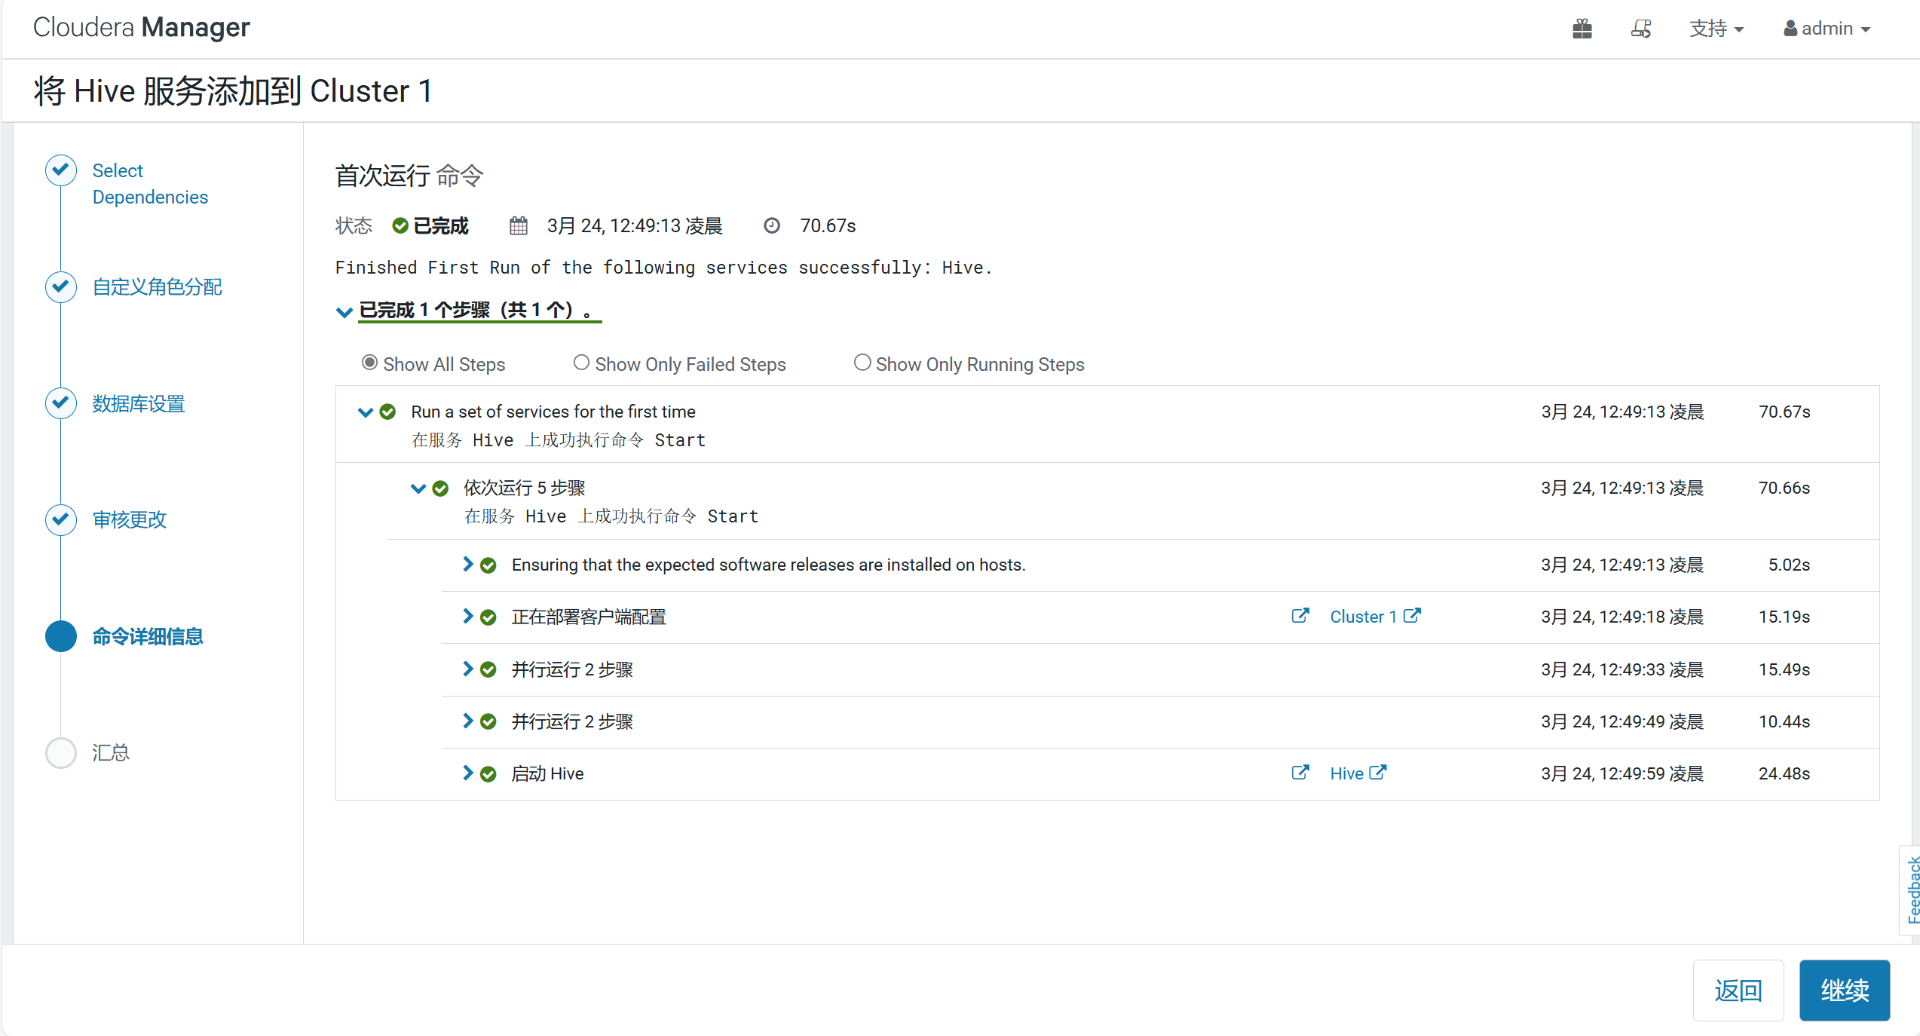 Cloudera Manager
支持
admin
将 Hive 服务添加到 Cluster 1
Select
Dependencies
自定义角色分配
数据库设置
审核更改
命令详细信息
汇总
首次运行 命令
状态 已完成 3月 24, 12:49:13 凌晨 70.67s
Finished First Run of the following services successfully: Hive.
已完成 1 个步骤（共 1 个）。
Show All Steps Show Only Failed Steps Show Only Running Steps
Run a set of services for the first time 3月 24, 12:49:13 凌晨 70.67s
在服务 Hive 上成功执行命令 Start
依次运行 5 步骤 3月 24, 12:49:13 凌晨 70.66s
在服务 Hive 上成功执行命令 Start
Ensuring that the expected software releases are installed on hosts. 3月 24, 12:49:13 凌晨 5.02s
正在部署客户端配置 Cluster 1 3月 24, 12:49:18 凌晨 15.19s
并行运行 2 步骤 3月 24, 12:49:33 凌晨 15.49s
并行运行 2 步骤 3月 24, 12:49:49 凌晨 10.44s
启动 Hive Hive 3月 24, 12:49:59 凌晨 24.48s
Feedback
返回
继续